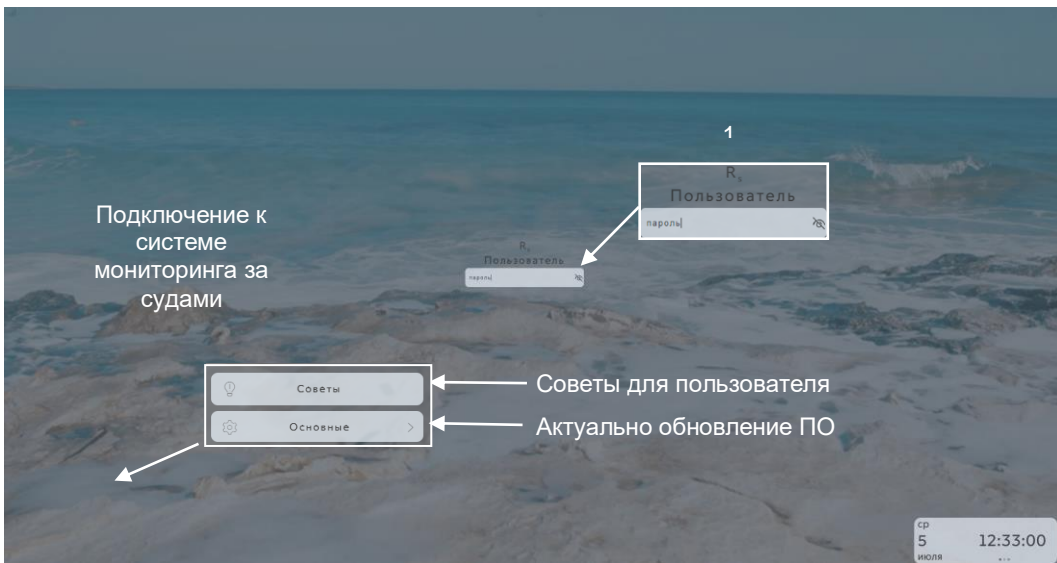 1
R,
Пользователь
пароль
Подключение к
системе
мониторинга за
судами
R,
Пользователь
пароль
Советы
Советы для пользователя
Основные
Актуально обновление ПО
ср
5
12:33:00
июля